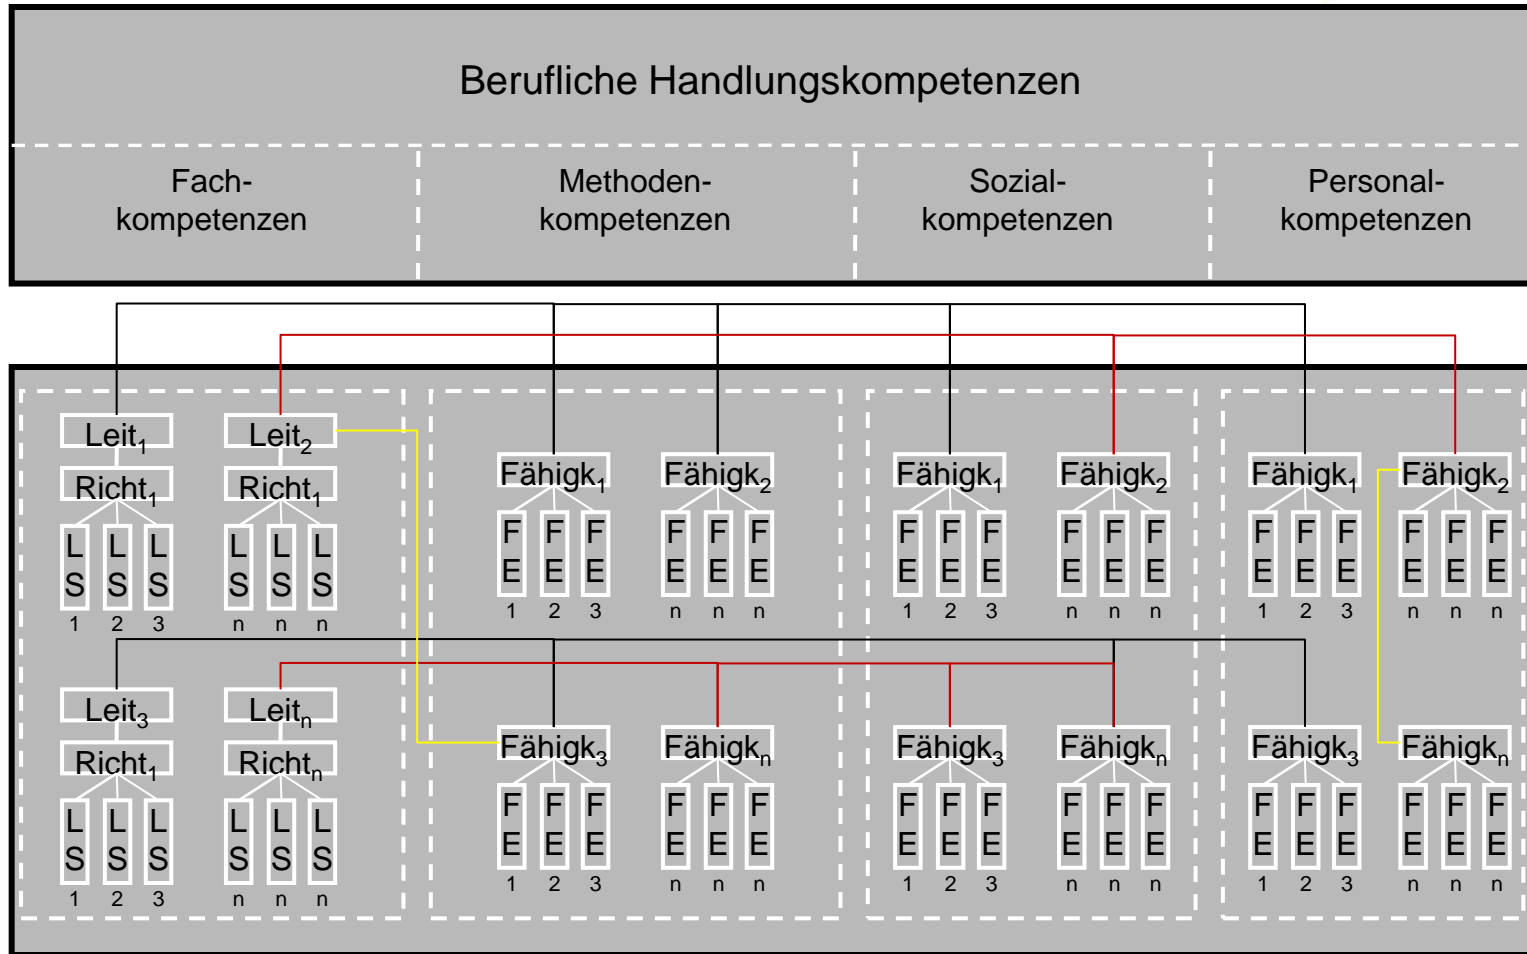 Berufliche Handlungskompetenzen
Fach-
kompetenzen
Methoden-
kompetenzen
Sozial-
kompetenzen
Personal-
kompetenzen
Leit1 Leit2
Fähigk1 Fähigk2 Fähigk1 Fähigk2 Fähigk1 Fähigk2
Richt1 Richt1
L L L L L L F F F F F F F F F F F F F F F F F F
S S S S S S E E E E E E E E E E E E E E E E E E
1 2 3 n n n 1 2 3 n n n 1 2 3 n n n 1 2 3 n n n
Leit3 Leitn
Fähigk3 Fähigkn Fähigk3 Fähigkn Fähigk3 Fähigkn
Richt1 Richtn
L L L L L L F F F F F F F F F F F F F F F F F F
S S S S S S E E E E E E E E E E E E E E E E E E
1 2 3 n n n 1 2 3 n n n 1 2 3 n n n 1 2 3 n n n